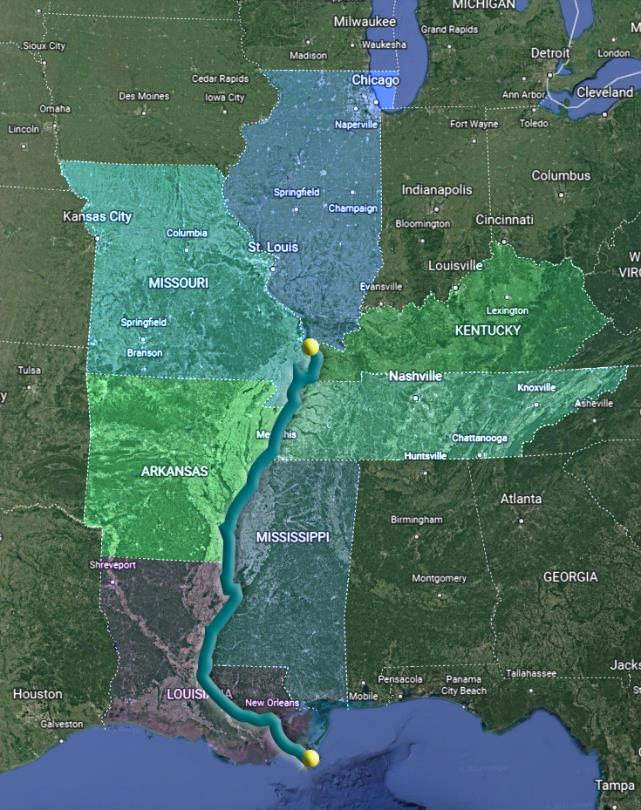 MICHIGAN
Milwaukee
Grand Rapids
Sioux City
Waukesha
Madison
Detroit
London
Cedar Rapids
Chicago
Des Moines
Iowa City
Ann Arbor
Cleveland
Omaha
Naperville
Fort Wayne
Toledo
Lincoln
Columbus
Springfield
Indianapolis
Champaign
Kansas City
Bloomington
Cincinnati
Columbia
St. Louis
Louisville
MISSOURI
Evansville
Lexington
Springfield
KENTUCKY
Branson
Tulsa
Nashville
Knoxville
Asheville
Chattanooga
Huntsville
ARKANSAS
Atlanta
Birmingham
MISSISSIPPI
Shreveport
Montgomery
GEORGIA
Tallahassee
Pensacola
Panama
City Beach
Houston
Mobile
New Orleans
Galveston
Tampa